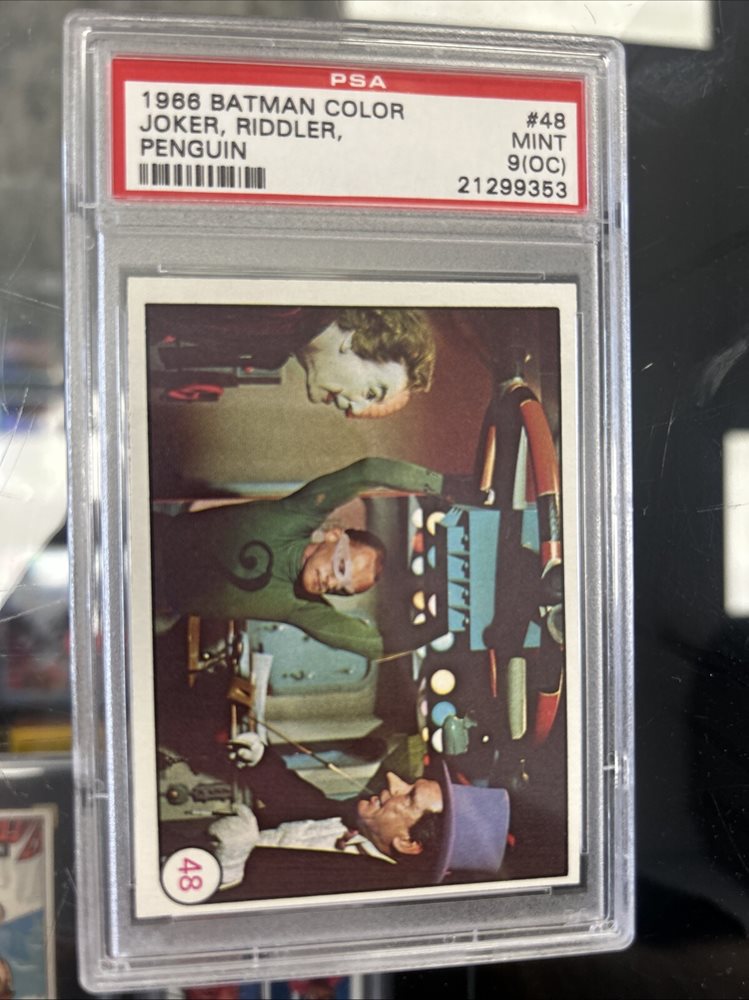 PSA
1966 BATMAN COLOR #48
JOKER, RIDDLER, MINT
PENGUIN 9(OC)
21299353
48